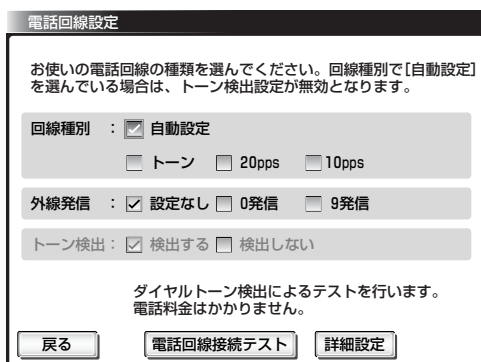 電話回線設定
お使いの電話回線の種類を選んでください。回線種別で[自動設定]
を選んでいる場合は、トーン検出設定が無効となります。
回線種別 : 自動設定
トーン 20pps 10pps
外線発信 : 設定なし 0発信 9発信
トーン検出 : 検出する 検出しない
ダイヤルトーン検出によるテストを行います。
電話料金はかかりません。
戻る 電話回線接続テスト 詳細設定